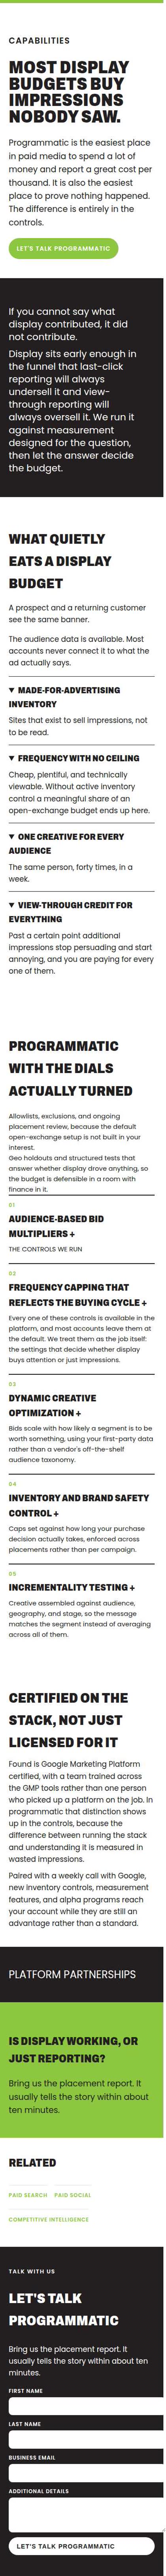 CAPABILITIES
MOST DISPLAY
BUDGETS BUY
IMPRESSIONS
NOBODY SAW.
Programmatic is the easiest place
in paid media to spend a lot of
money and report a great cost per
thousand. It is also the easiest
place to prove nothing happened.
The difference is entirely in the
controls.
LET'S TALK PROGRAMMATIC
If you cannot say what
display contributed, it did
not contribute.
Display sits early enough in
the funnel that last-click
reporting will always
undersell it and view-
through reporting will
always oversell it. We run it
against measurement
designed for the question,
then let the answer decide
the budget.
WHAT QUIETLY
EATS A DISPLAY
BUDGET
A prospect and a returning customer
see the same banner.
The audience data is available. Most
accounts never connect it to what the
ad actually says.
▼ MADE-FOR-ADVERTISING
INVENTORY
Sites that exist to sell impressions, not
to be read.
▼ FREQUENCY WITH NO CEILING
Cheap, plentiful, and technically
viewable. Without active inventory
control a meaningful share of an
open-exchange budget ends up here.
▼ ONE CREATIVE FOR EVERY
AUDIENCE
The same person, forty times, in a
week.
▼ VIEW-THROUGH CREDIT FOR
EVERYTHING
Past a certain point additional
impressions stop persuading and start
annoying, and you are paying for every
one of them.
PROGRAMMATIC
WITH THE DIALS
ACTUALLY TURNED
Allowlists, exclusions, and ongoing
placement review, because the default
open-exchange setup is not built in your
interest.
Geo holdouts and structured tests that
answer whether display drove anything, so
the budget is defensible in a room with
finance in it.
01
AUDIENCE-BASED BID
MULTIPLIERS +
THE CONTROLS WE RUN
02
FREQUENCY CAPPING THAT
REFLECTS THE BUYING CYCLE +
Every one of these controls is available in the
platform, and most accounts leave them at
the default. We treat them as the job itself:
the settings that decide whether display
buys attention or just impressions.
03
DYNAMIC CREATIVE
OPTIMIZATION +
Bids scale with how likely a segment is to be
worth something, using your first-party data
rather than a vendor's off-the-shelf
audience taxonomy.
04
INVENTORY AND BRAND SAFETY
CONTROL +
Caps set against how long your purchase
decision actually takes, enforced across
placements rather than per campaign.
05
INCREMENTALITY TESTING +
Creative assembled against audience,
geography, and stage, so the message
matches the segment instead of averaging
across all of them.
CERTIFIED ON THE
STACK, NOT JUST
LICENSED FOR IT
Found is Google Marketing Platform
certified, with a team trained across
the GMP tools rather than one person
who picked up a platform on the job. In
programmatic that distinction shows
up in the controls, because the
difference between running the stack
and understanding it is measured in
wasted impressions.
Paired with a weekly call with Google,
new inventory controls, measurement
features, and alpha programs reach
your account while they are still an
advantage rather than a standard.
PLATFORM PARTNERSHIPS
IS DISPLAY WORKING, OR
JUST REPORTING?
Bring us the placement report. It
usually tells the story within about
ten minutes.
RELATED
PAID SEARCH PAID SOCIAL
COMPETITIVE INTELLIGENCE
TALK WITH US
LET'S TALK
PROGRAMMATIC
Bring us the placement report. It
usually tells the story within about ten
minutes.
FIRST NAME
LAST NAME
BUSINESS EMAIL
ADDITIONAL DETAILS
LET'S TALK PROGRAMMATIC